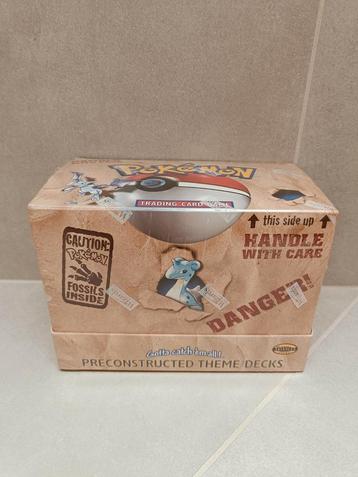 POKéMON
TRADING CARD GAME
this side up
HANDLE
WITH CARE
CAUTION:
POKéMON
FOSSILS
INSIDE
DANGER!
Gotta catch 'em all!
PRECONSTRUCTED THEME DECKS